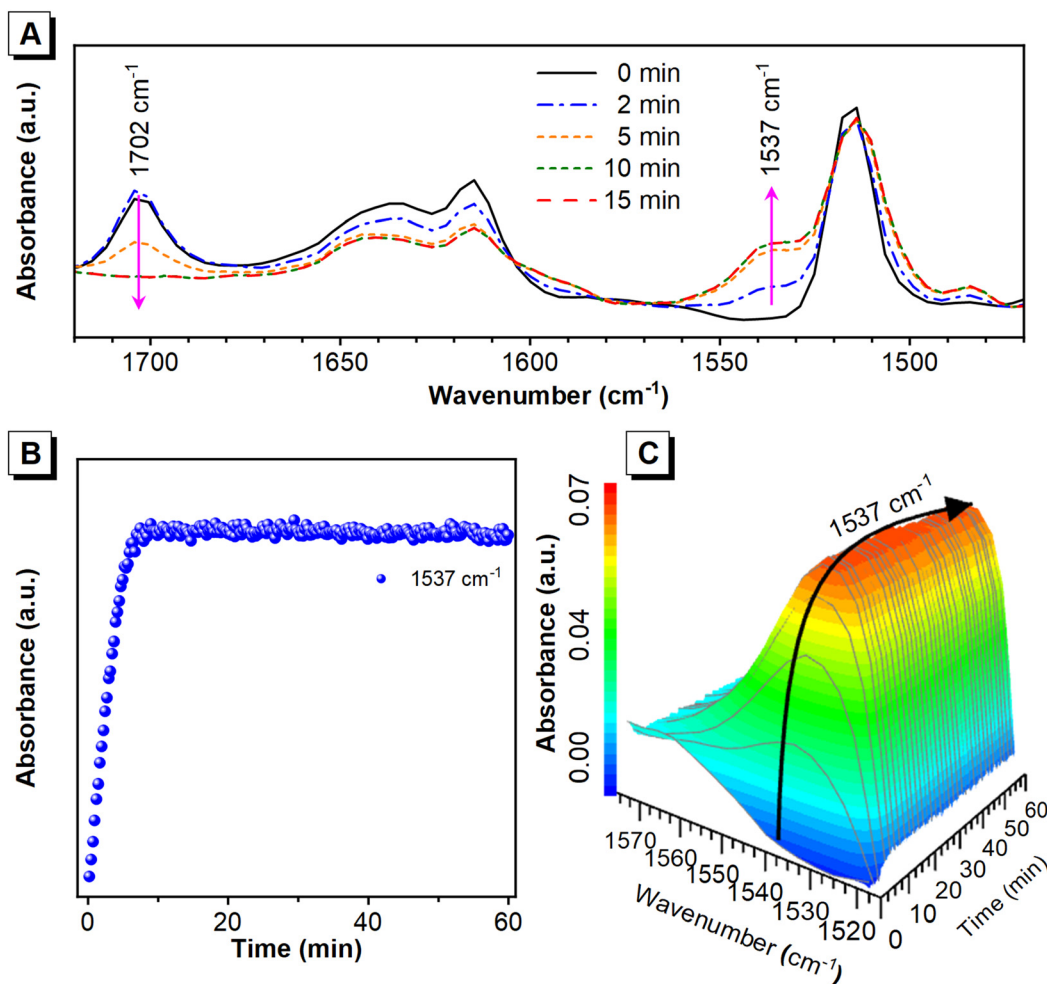 A
Absorbance (a.u.)
1702 cm⁻¹
0 min
2 min
5 min
10 min
15 min
1537 cm⁻¹
1700
1650
1600
1550
1500
Wavenumber (cm⁻¹)
B
Absorbance (a.u.)
1537 cm⁻¹
0
20
40
60
Time (min)
C
Absorbance (a.u.)
0.07
0.04
0.00
1537 cm⁻¹
1570
1560
1550
1540
1530
1520
Wavenumber (cm⁻¹)
0
10
20
30
40
50
60
Time (min)